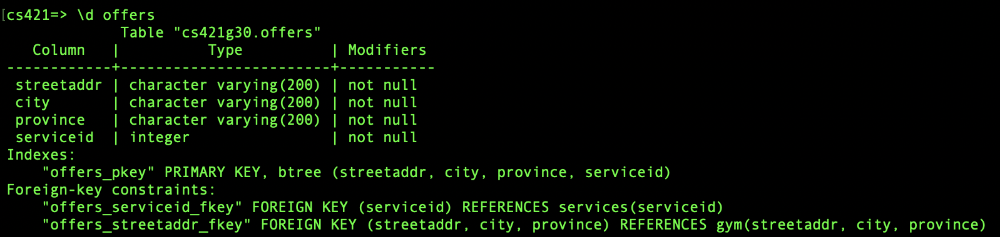 [cs421=> \d offers
Table "cs421g30.offers"
Column | Type | Modifiers
------------+------------------------+-----------
streetaddr | character varying(200) | not null
city | character varying(200) | not null
province | character varying(200) | not null
serviceid | integer | not null
Indexes:
"offers_pkey" PRIMARY KEY, btree (streetaddr, city, province, serviceid)
Foreign-key constraints:
"offers_serviceid_fkey" FOREIGN KEY (serviceid) REFERENCES services(serviceid)
"offers_streetaddr_fkey" FOREIGN KEY (streetaddr, city, province) REFERENCES gym(streetaddr, city, province)